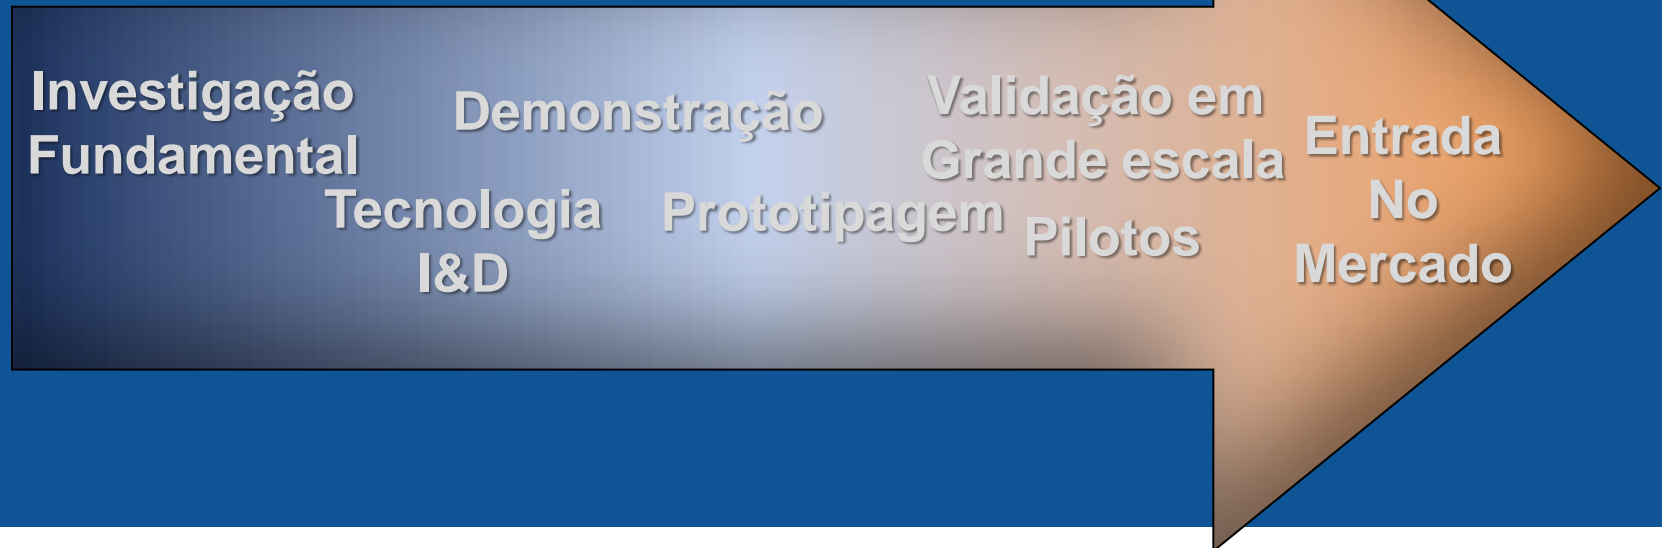 Investigação
Fundamental
Tecnologia
I&D
Demonstração
Prototipagem
Validação em
Grande escala
Pilotos
Entrada
No
Mercado